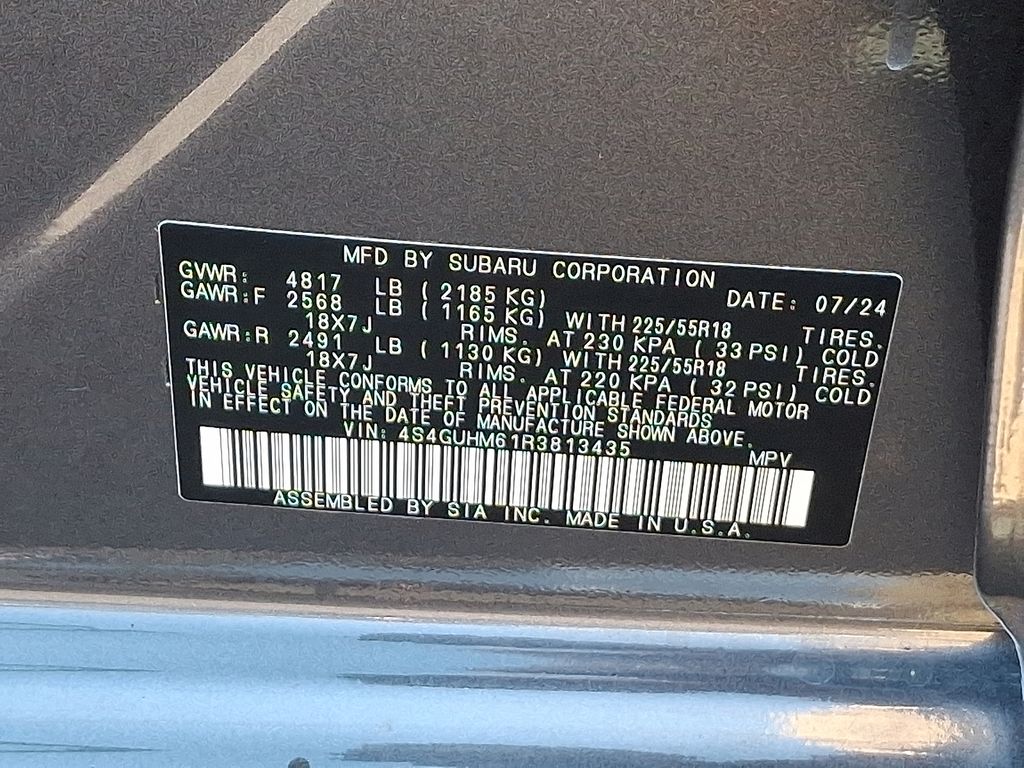 MFD BY SUBARU CORPORATION
DATE: 07/24
GVWR: 4817 LB ( 2185 KG)
GAWR:F 2568 LB ( 1165 KG) WITH 225/55R18 TIRES.
18X7J RIMS. AT 230 KPA ( 33 PSI) COLD
GAWR:R 2491 LB ( 1130 KG) WITH 225/55R18 TIRES.
18X7J RIMS. AT 220 KPA ( 32 PSI) COLD
THIS VEHICLE CONFORMS TO ALL APPLICABLE FEDERAL MOTOR
VEHICLE SAFETY AND THEFT PREVENTION STANDARDS
IN EFFECT ON THE DATE OF MANUFACTURE SHOWN ABOVE.
VIN: 4S4GUHM61R3813435 MPV
ASSEMBLED BY SIA INC. MADE IN U.S.A.